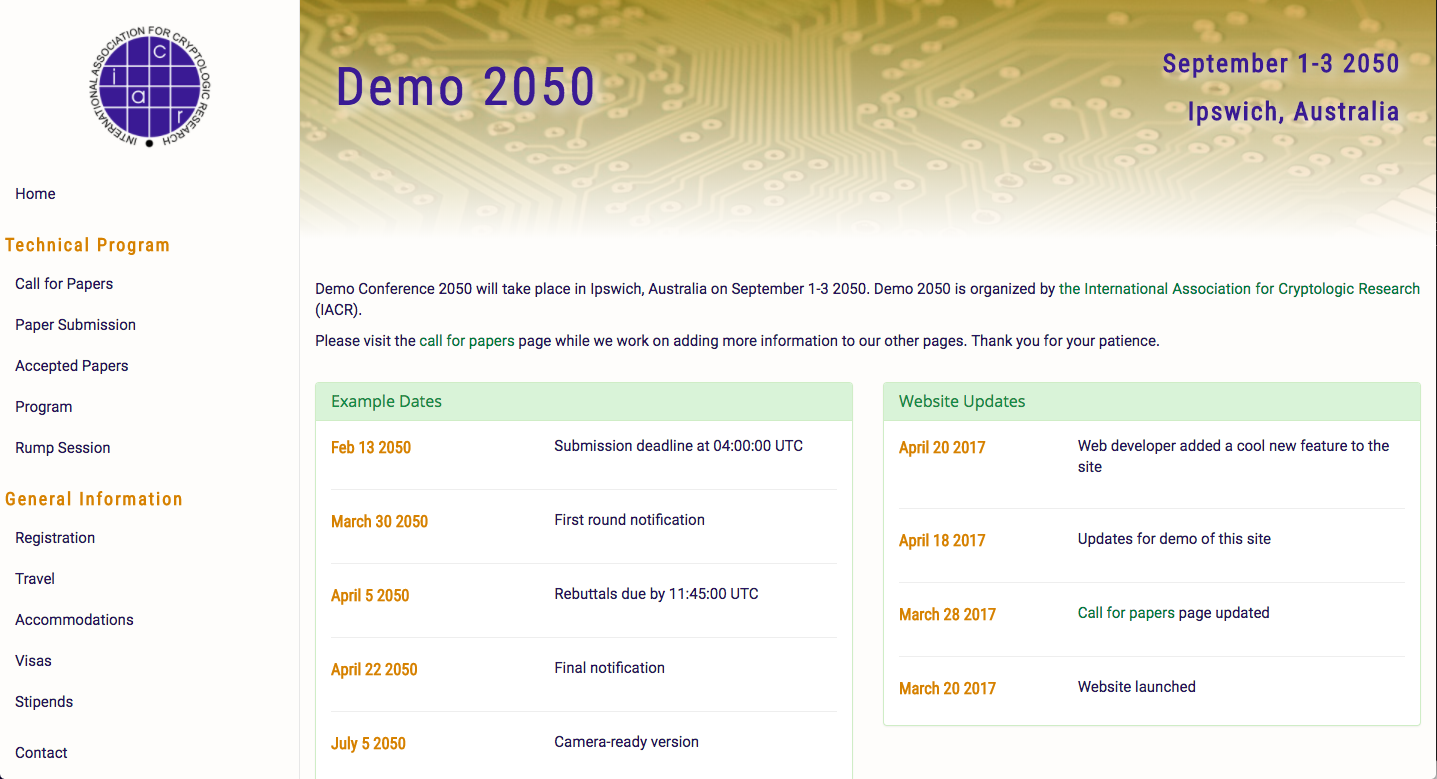 INTERNATIONAL ASSOCIATION FOR CRYPTOLOGIC RESEARCH
i a c r
Home
Technical Program
Call for Papers
Paper Submission
Accepted Papers
Program
Rump Session
General Information
Registration
Travel
Accommodations
Visas
Stipends
Contact
Demo 2050
September 1-3 2050
Ipswich, Australia
Demo Conference 2050 will take place in Ipswich, Australia on September 1-3 2050. Demo 2050 is organized by the International Association for Cryptologic Research
(IACR).
Please visit the call for papers page while we work on adding more information to our other pages. Thank you for your patience.
Example Dates
Feb 13 2050 Submission deadline at 04:00:00 UTC
March 30 2050 First round notification
April 5 2050 Rebuttals due by 11:45:00 UTC
April 22 2050 Final notification
July 5 2050 Camera-ready version
Website Updates
April 20 2017 Web developer added a cool new feature to the
site
April 18 2017 Updates for demo of this site
March 28 2017 Call for papers page updated
March 20 2017 Website launched